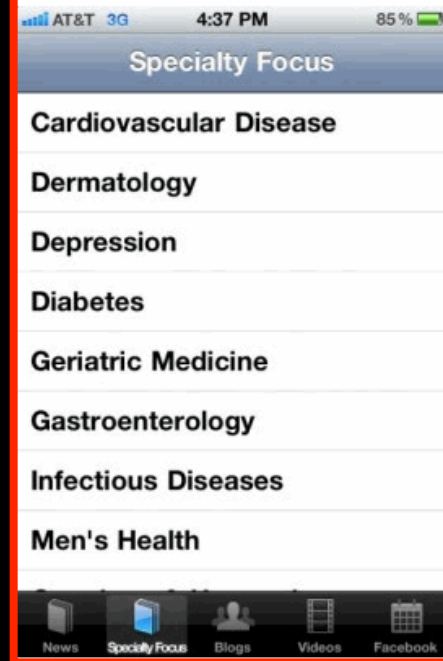 AT&T 3G 4:37 PM 85%
Specialty Focus
Cardiovascular Disease
Dermatology
Depression
Diabetes
Geriatric Medicine
Gastroenterology
Infectious Diseases
Men's Health
News Specialty Focus Blogs Videos Facebook